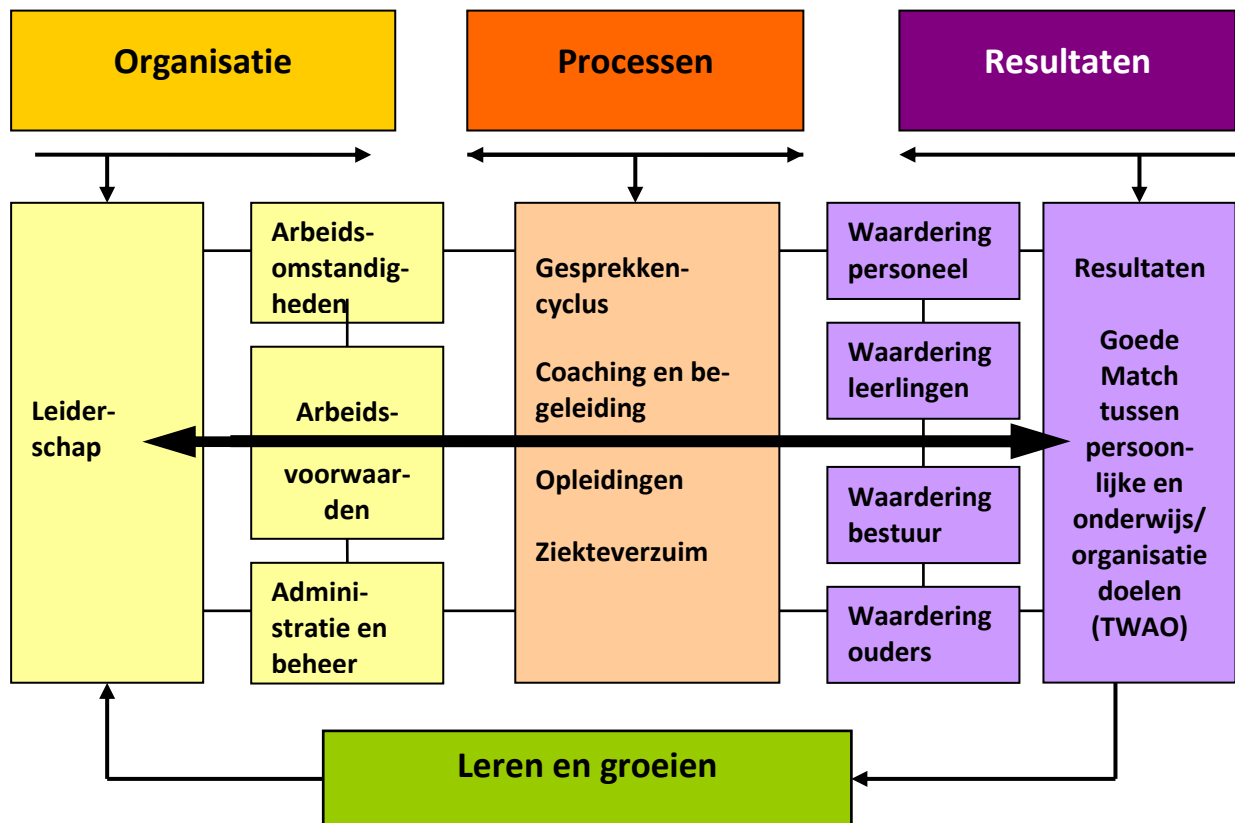 Organisatie
Processen
Resultaten
Leider-
schap
Arbeids-
omstandig-
heden
Arbeids-
voorwaar-
den
Admini-
stratie en
beheer
Gesprekken-
cyclus
Coaching en be-
geleiding
Opleidingen
Ziekteverzuim
Waardering
personeel
Waardering
leerlingen
Waardering
bestuur
Waardering
ouders
Resultaten
Goede
Match
tussen
persoon-
lijke en
onderwijs/
organisatie
doelen
(TWAO)
Leren en groeien